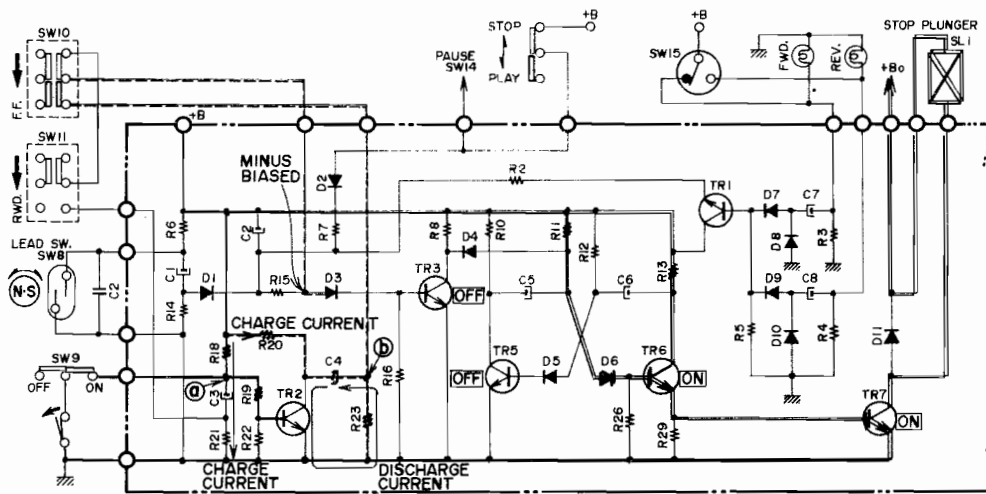 SW10
F.F.
SW11
RWD.
LEAD SW.
SW8
N·S
C2
SW9
OFF
ON
+B
R6
C1
R14
D1
MINUS
BIASED
C2
R15
D3
D2
R7
CHARGE CURRENT
R20
R18
ⓐ
C3
R19
R21
R22
TR2
CHARGE
CURRENT
C4
ⓑ
R23
DISCHARGE
CURRENT
PAUSE
SW14
STOP
PLAY
+B
R2
R8
D4
TR3
OFF
R16
R10
R11
R12
R13
C5
C6
TR5
OFF
D5
D6
TR6
ON
R26
R29
TR1
SW15
+B
FWD.
REV.
D7
C7
D8
R3
D9
C8
R5
D10
R4
D11
TR7
ON
+Bo
STOP PLUNGER
SL1